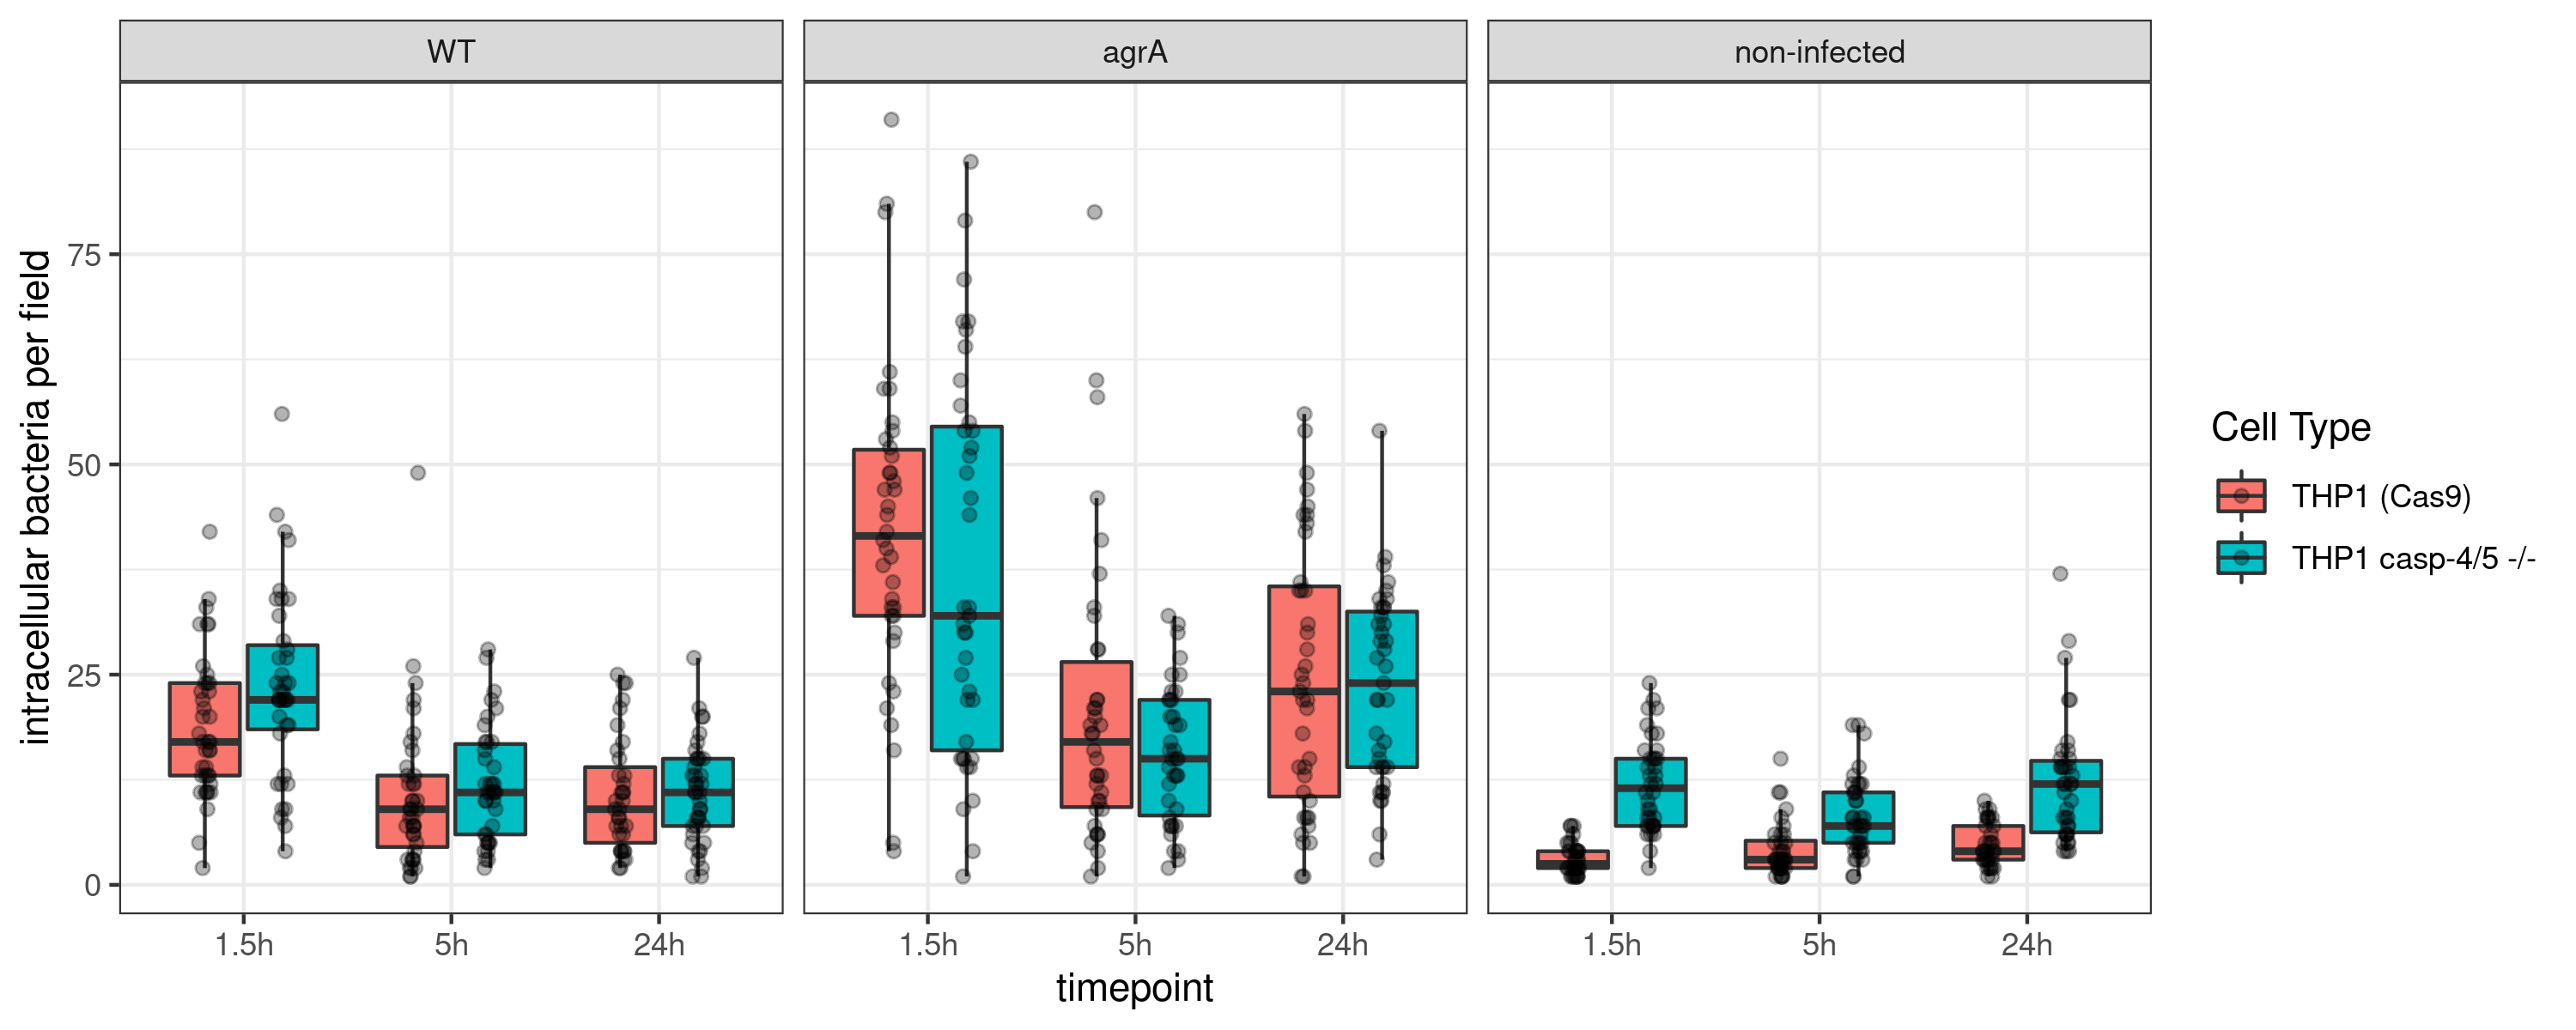 WT
agrA
non-infected
intracellular bacteria per field
75
50
25
0
1.5h
5h
24h
1.5h
5h
24h
1.5h
5h
24h
timepoint
Cell Type
THP1 (Cas9)
THP1 casp-4/5 -/-